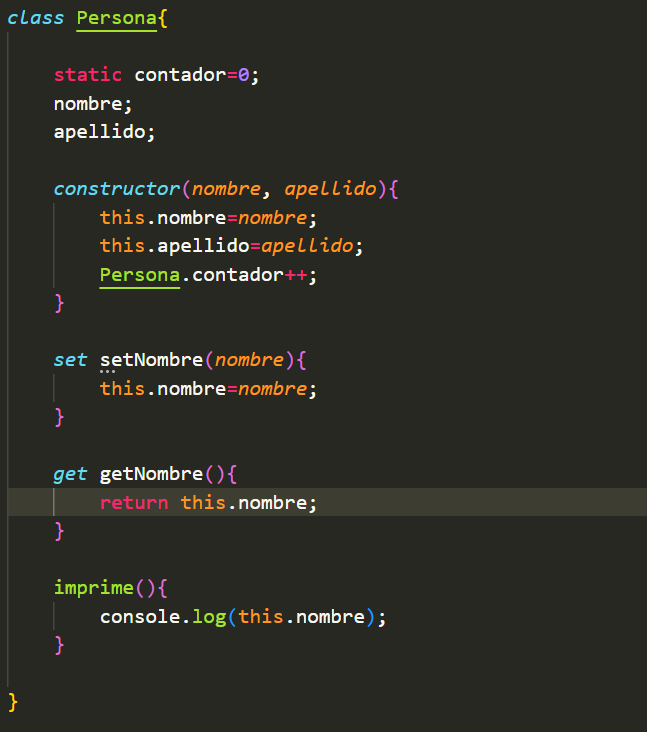 class Persona{
static contador=0;
nombre;
apellido;
constructor(nombre, apellido){
this.nombre=nombre;
this.apellido=apellido;
Persona.contador++;
}
set setNombre(nombre){
this.nombre=nombre;
}
get getNombre(){
return this.nombre;
}
imprime(){
console.log(this.nombre);
}
}